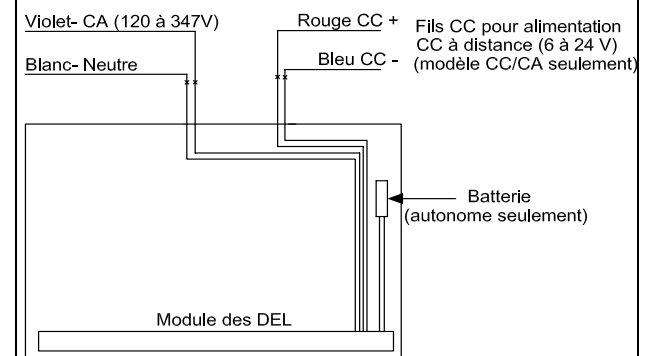 Violet- CA (120 à 347V)
Blanc- Neutre
Rouge CC +
Bleu CC -
Fils CC pour alimentation
CC à distance (6 à 24 V)
(modèle CC/CA seulement)
Batterie
(autonome seulement)
Module des DEL